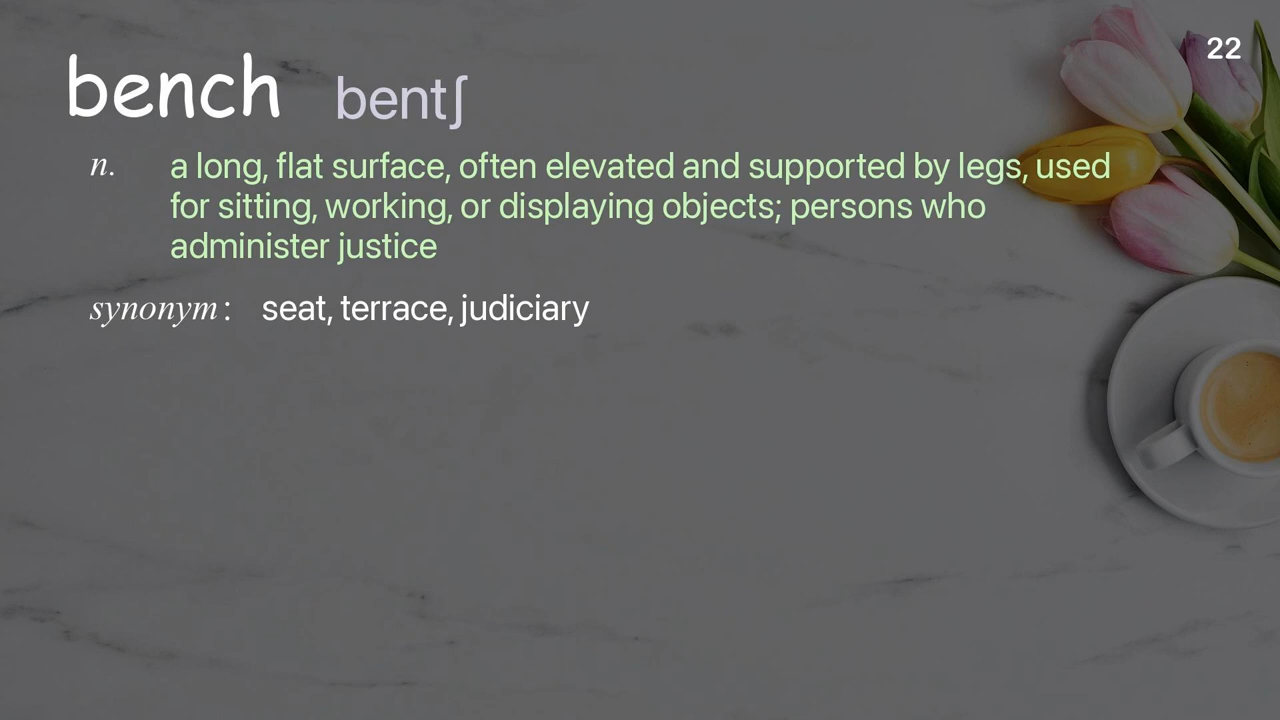 22
bench bentʃ
n. a long, flat surface, often elevated and supported by legs, used
for sitting, working, or displaying objects; persons who
administer justice
synonym: seat, terrace, judiciary